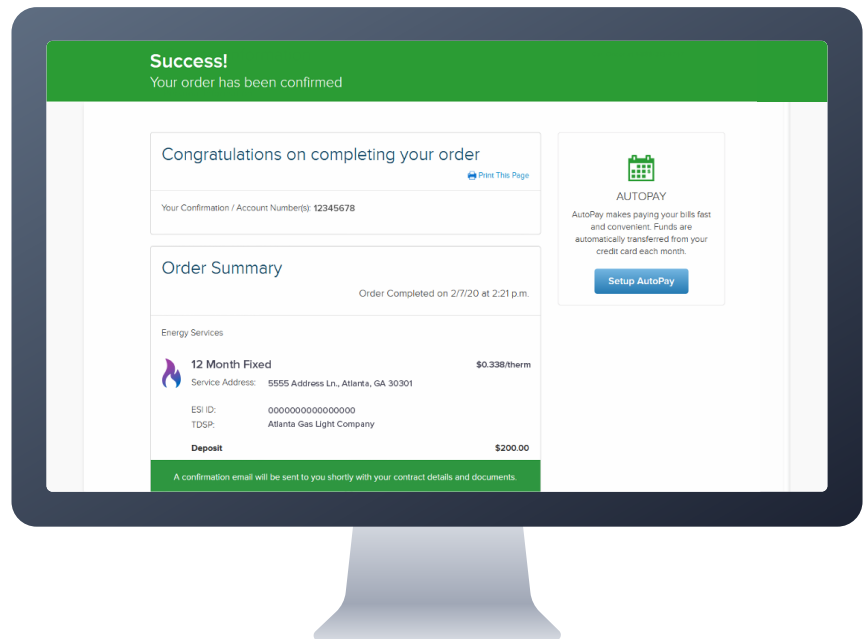 Success!
Your order has been confirmed
Congratulations on completing your order
Print This Page
Your Confirmation / Account Number(s): 12345678
Order Summary
Order Completed on 2/7/20 at 2:21 p.m.
Energy Services
12 Month Fixed $0.338/therm
Service Address: 5555 Address Ln., Atlanta, GA 30301
ESI ID: 0000000000000000
TDSP: Atlanta Gas Light Company
Deposit $200.00
A confirmation email will be sent to you shortly with your contract details and documents.
AUTOPAY
AutoPay makes paying your bills fast
and convenient. Funds are
automatically transferred from your
credit card each month.
Setup AutoPay